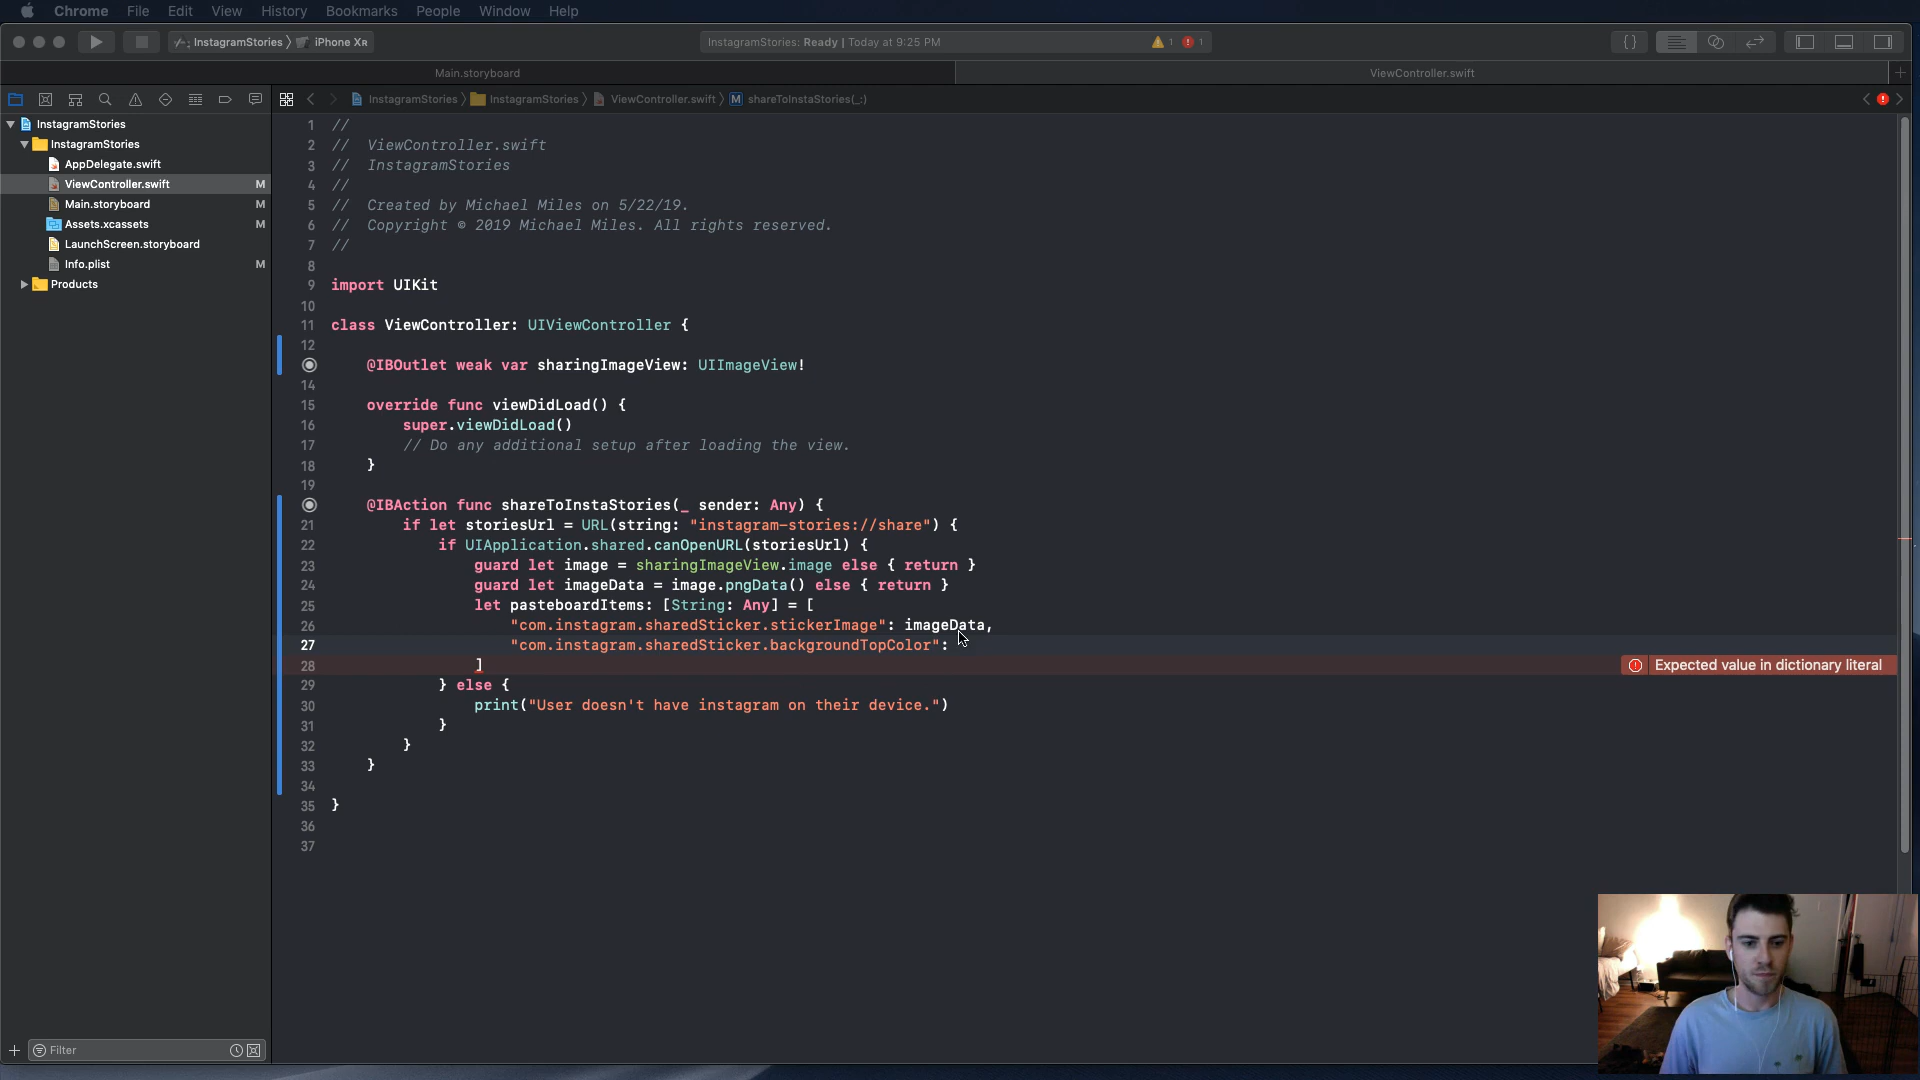 Chrome File Edit View History Bookmarks People Window Help
InstagramStories 〉 iPhone XR
InstagramStories: Ready | Today at 9:25 PM
1
1
{}
Main.storyboard
ViewController.swift
InstagramStories 〉 InstagramStories 〉 ViewController.swift 〉 M shareToInstaStories(_:)
InstagramStories
InstagramStories
AppDelegate.swift
ViewController.swift M
Main.storyboard M
Assets.xcassets M
LaunchScreen.storyboard
Info.plist M
Products
1 //
2 //  ViewController.swift
3 //  InstagramStories
4 //
5 //  Created by Michael Miles on 5/22/19.
6 //  Copyright © 2019 Michael Miles. All rights reserved.
7 //
8
9 import UIKit
10
11 class ViewController: UIViewController {
12
@IBOutlet weak var sharingImageView: UIImageView!
14
15 override func viewDidLoad() {
16 super.viewDidLoad()
17 // Do any additional setup after loading the view.
18 }
19
@IBAction func shareToInstaStories(_ sender: Any) {
21 if let storiesUrl = URL(string: "instagram-stories://share") {
22 if UIApplication.shared.canOpenURL(storiesUrl) {
23 guard let image = sharingImageView.image else { return }
24 guard let imageData = image.pngData() else { return }
25 let pasteboardItems: [String: Any] = [
26 "com.instagram.sharedSticker.stickerImage": imageData,
27 "com.instagram.sharedSticker.backgroundTopColor":
28 ] Expected value in dictionary literal
29 } else {
30 print("User doesn't have instagram on their device.")
31 }
32 }
33 }
34
35 }
36
37
Filter